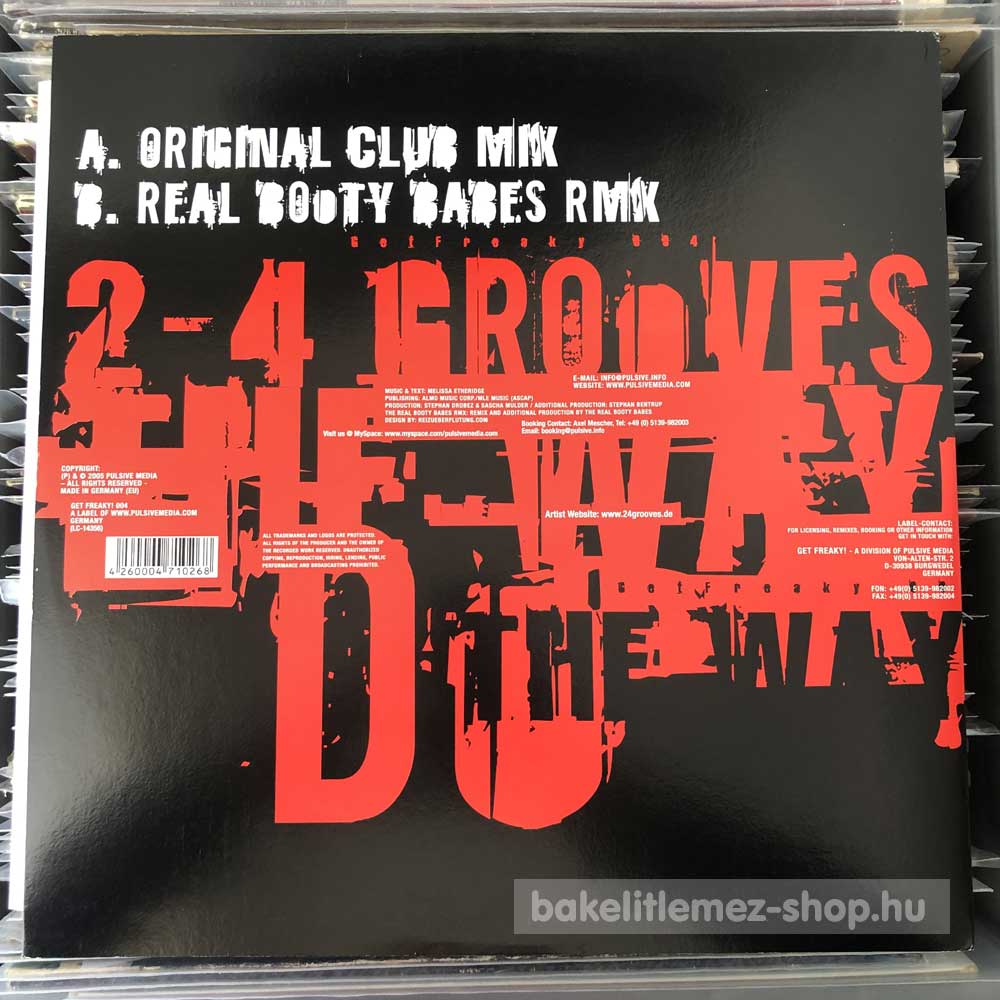 A. ORIGINAL CLUB MIX
B. REAL BOOTY BABES RMX
GetFreaky 004
2-4 GROOVES
E-MAIL: INFO@PULSIVE.INFO
WEBSITE: WWW.PULSIVEMEDIA.COM
MUSIC & TEXT: MELISSA ETHERIDGE
PUBLISHING: ALMO MUSIC CORP./MLE MUSIC (ASCAP)
PRODUCTION: STEPHAN DROBEZ & SASCHA MULDER / ADDITIONAL PRODUCTION: STEPHAN BENTRUP
THE REAL BOOTY BABES RMX: REMIX AND ADDITIONAL PRODUCTION BY THE REAL BOOTY BABES
DESIGN BY: REIZUEBERFLUTUNG.COM
Booking Contact: Axel Mescher, Tel: +49 (0) 5139-982003
Email: booking@pulsive.info
Visit us @ MySpace: www.myspace.com/pulsivemedia.com
THE WAY I
COPYRIGHT:
(P) & © 2005 PULSIVE MEDIA
– ALL RIGHTS RESERVED -
MADE IN GERMANY (EU)
GET FREAKY! 004
A LABEL OF WWW.PULSIVEMEDIA.COM
GERMANY
(LC-14356)
4 260004 710268
ALL TRADEMARKS AND LOGOS ARE PROTECTED.
ALL RIGHTS OF THE PRODUCER AND THE OWNER OF
THE RECORDED WORK RESERVED. UNAUTHORIZED
COPYING, REPRODUCTION, HIRING, LENDING, PUBLIC
PERFORMANCE AND BROADCASTING PROHIBITED.
Artist Website: www.24grooves.de
LABEL-CONTACT:
FOR LICENSING, REMIXES, BOOKING OR OTHER INFORMATION
GET IN TOUCH WITH:
GET FREAKY! - A DIVISION OF PULSIVE MEDIA
VON-ALTEN-STR. 2
D-30938 BURGWEDEL
GERMANY
FON: +49(0) 5139-982002
FAX: +49(0) 5139-982004
GetFreaky
DO
THE WAY I
bakelitlemez-shop.hu